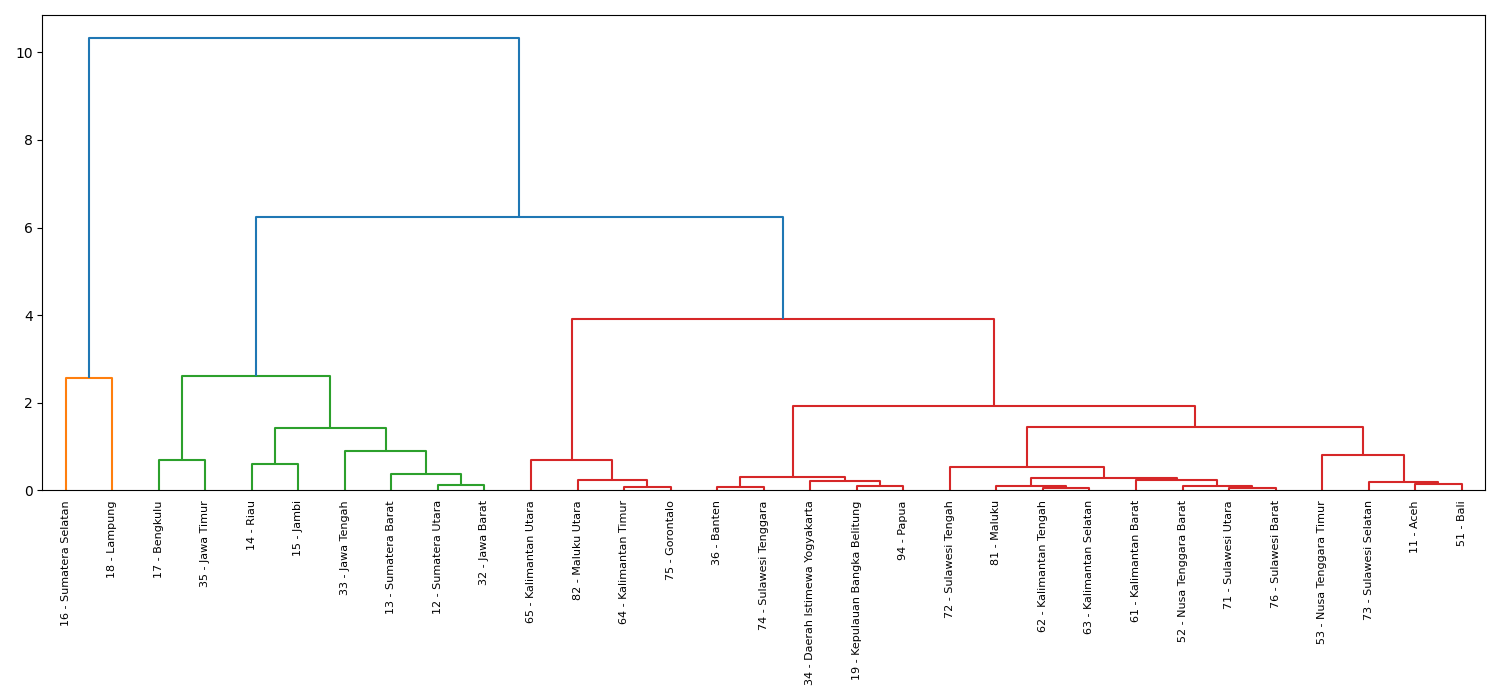 10
8
6
4
2
0
16 - Sumatera Selatan
18 - Lampung
17 - Bengkulu
35 - Jawa Timur
14 - Riau
15 - Jambi
33 - Jawa Tengah
13 - Sumatera Barat
12 - Sumatera Utara
32 - Jawa Barat
65 - Kalimantan Utara
82 - Maluku Utara
64 - Kalimantan Timur
75 - Gorontalo
36 - Banten
74 - Sulawesi Tenggara
34 - Daerah Istimewa Yogyakarta
19 - Kepulauan Bangka Belitung
94 - Papua
72 - Sulawesi Tengah
81 - Maluku
62 - Kalimantan Tengah
63 - Kalimantan Selatan
61 - Kalimantan Barat
52 - Nusa Tenggara Barat
71 - Sulawesi Utara
76 - Sulawesi Barat
53 - Nusa Tenggara Timur
73 - Sulawesi Selatan
11 - Aceh
51 - Bali